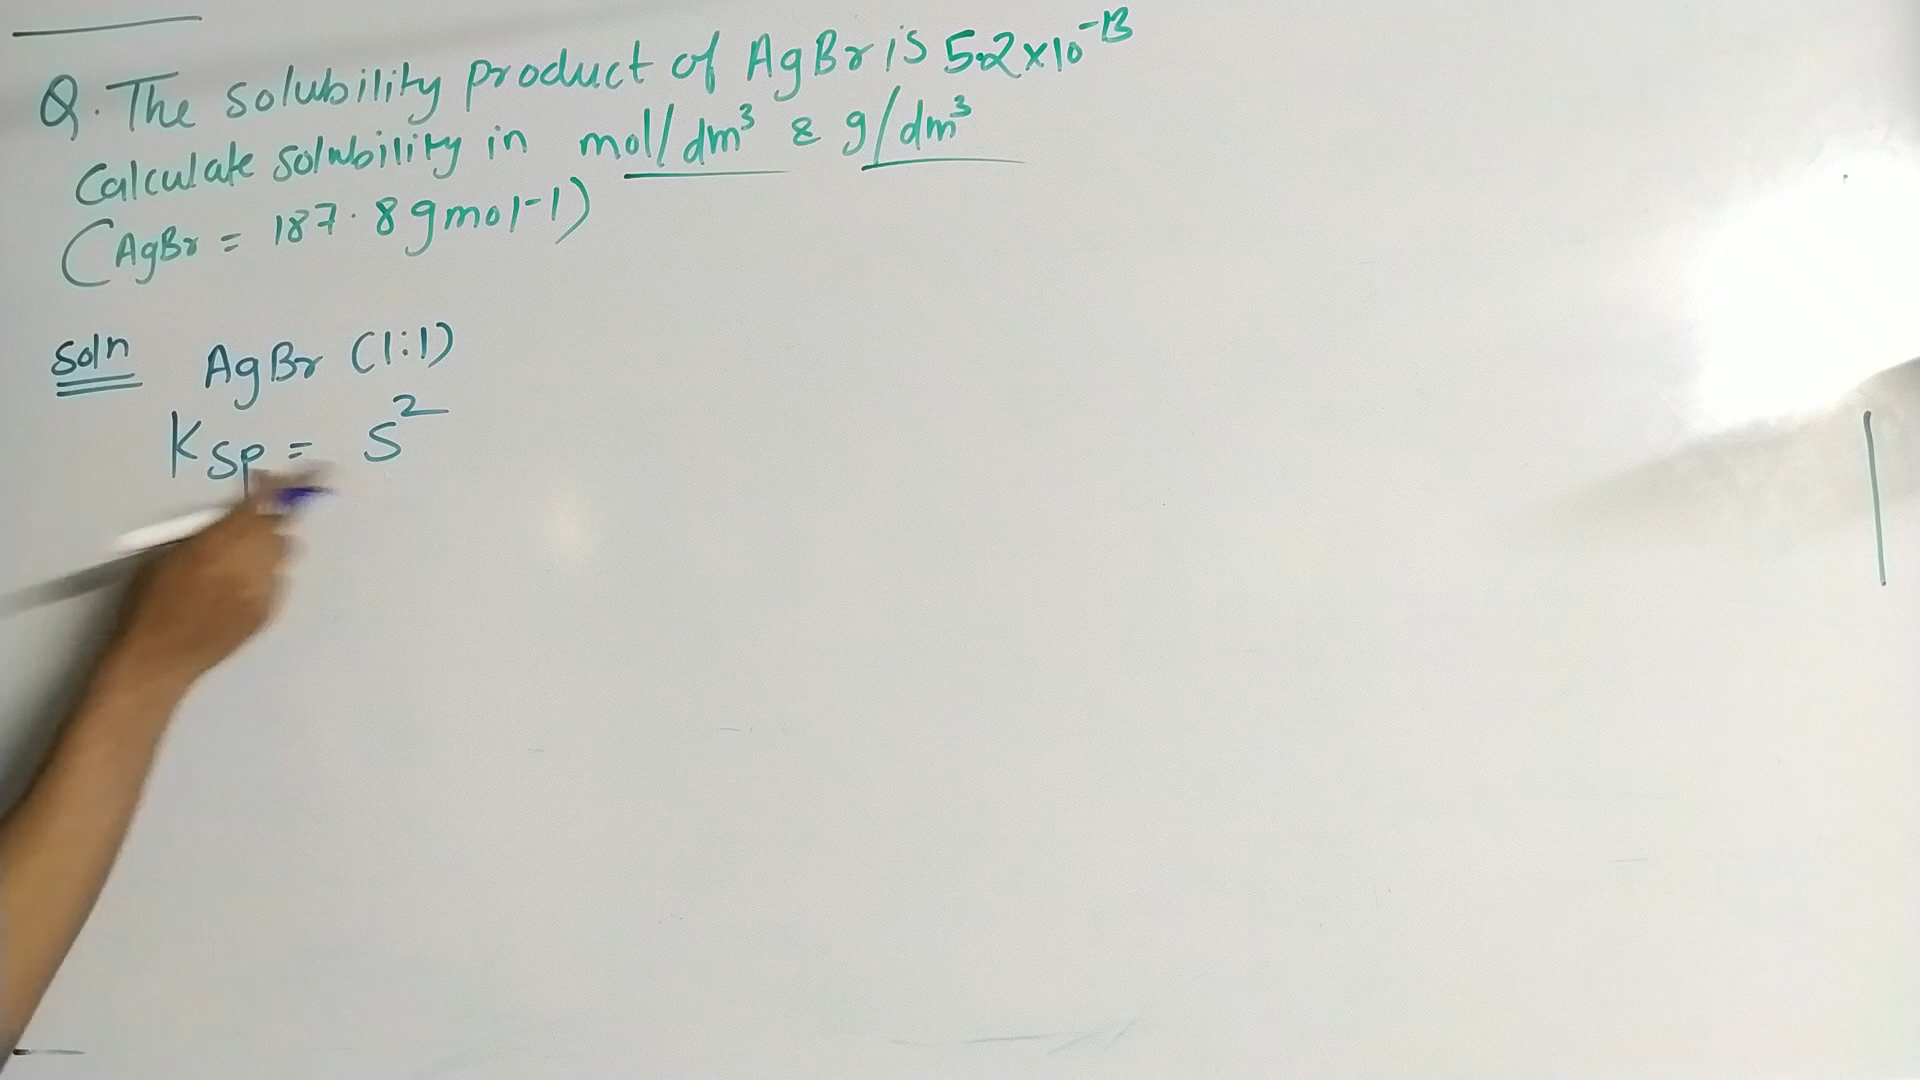 Q. The solubility product of AgBr is 5.2×10⁻¹³
Calculate solubility in mol/dm³ & g/dm³
(AgBr = 187.8 gmol-1)
Soln AgBr (1:1)
Ksp = S²